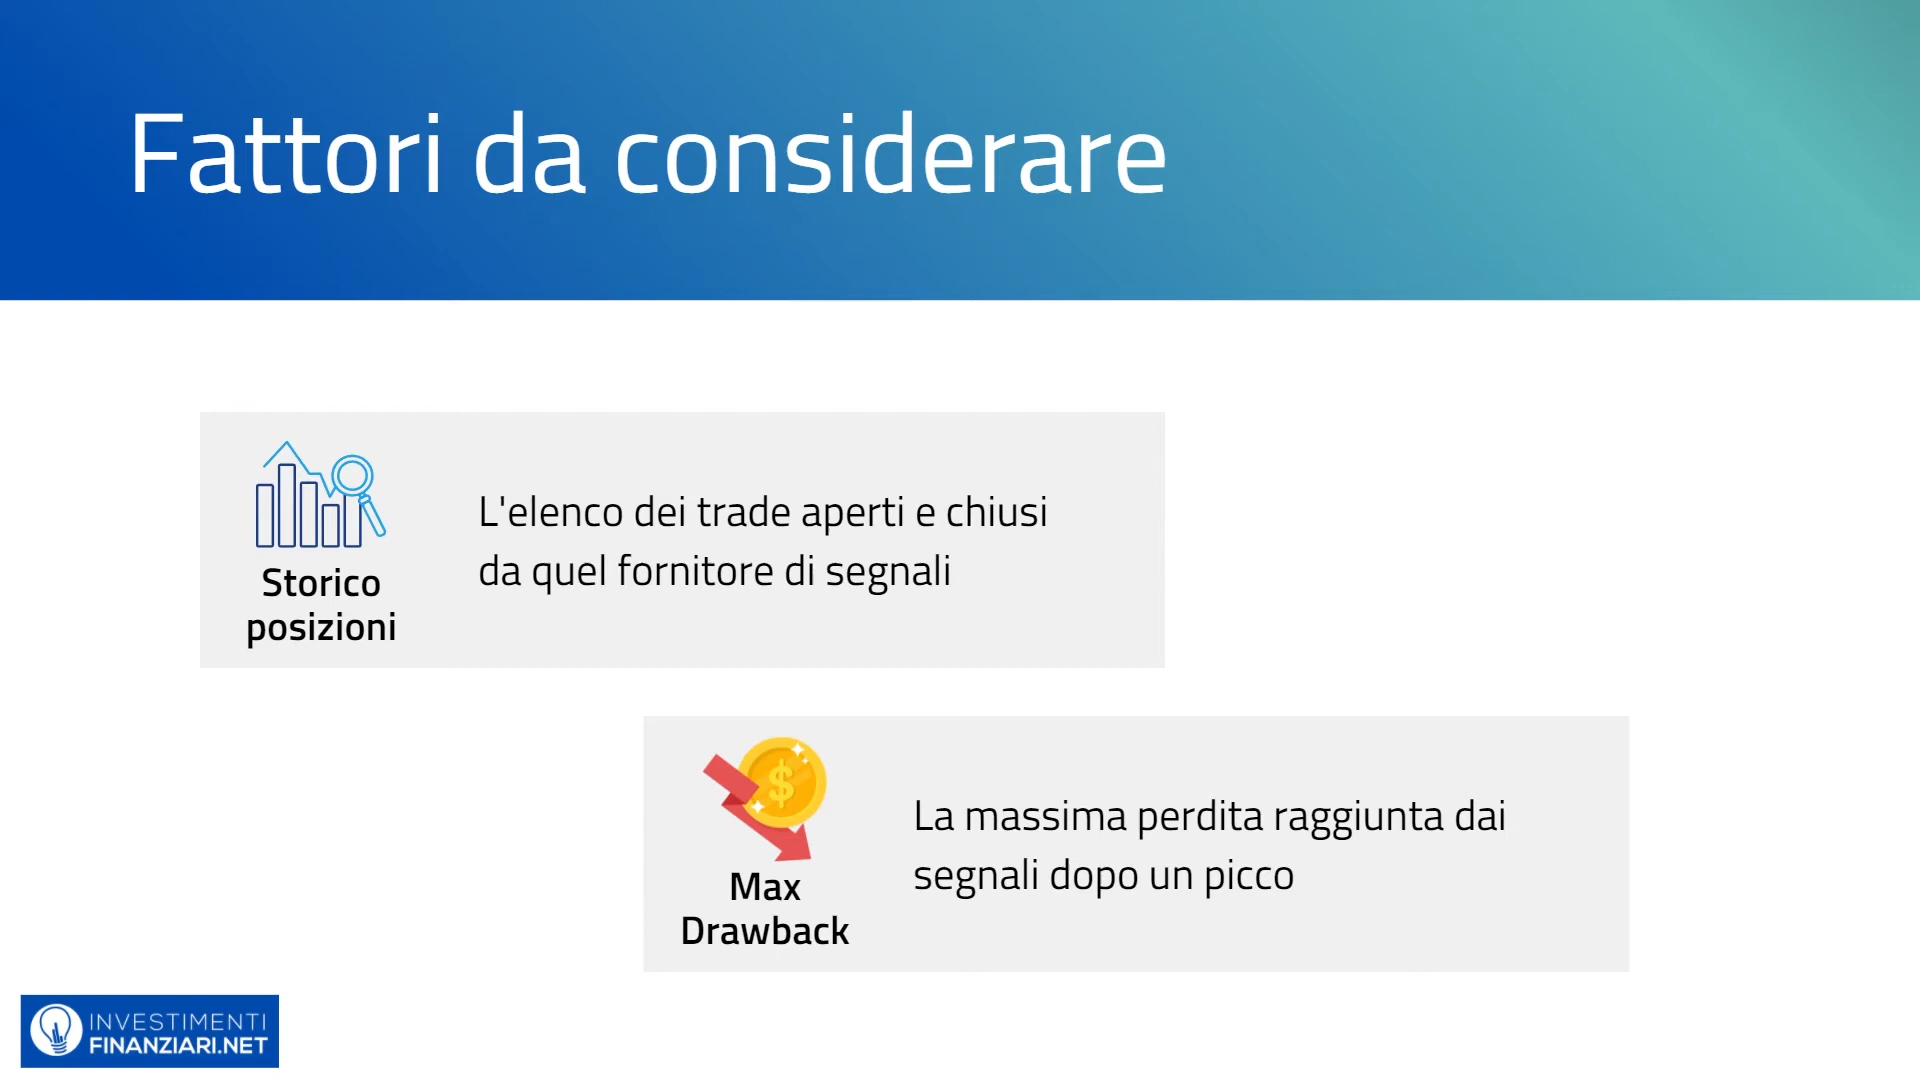 Fattori da considerare
Storico
posizioni
L'elenco dei trade aperti e chiusi
da quel fornitore di segnali
$
Max
Drawback
La massima perdita raggiunta dai
segnali dopo un picco
INVESTIMENTI
FINANZIARI.NET